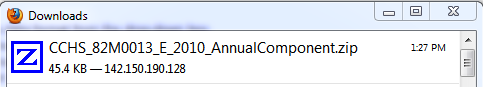 Downloads
CCHS_82M0013_E_2010_AnnualComponent.zip 1:27 PM
45.4 KB — 142.150.190.128